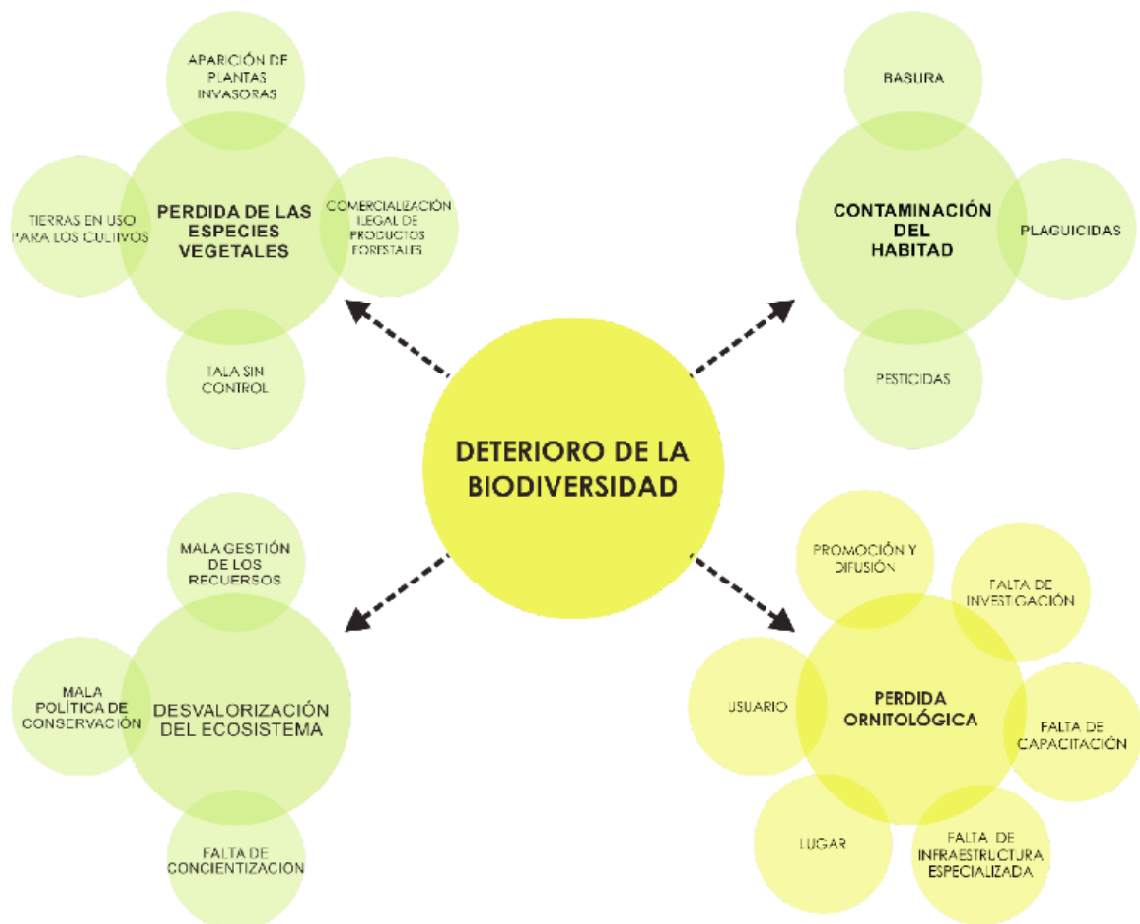 APARICIÓN DE
PLANTAS
INVASORAS
TIERRAS EN USO
PARA LOS CULTIVOS
PERDIDA DE LAS
ESPECIES
VEGETALES
COMERCIALIZACIÓN
ILEGAL DE
PRODUCTOS
FORESTALES
TALA SIN
CONTROL
BASURA
CONTAMINACIÓN
DEL
HABITAD
PLAGUICIDAS
PESTICIDAS
DETERIORO DE LA
BIODIVERSIDAD
MALA GESTIÓN
DE LOS
RECUERSOS
MALA
POLÍTICA DE
CONSERVACIÓN
DESVALORIZACIÓN
DEL ECOSISTEMA
FALTA DE
CONCIENTIZACION
PROMOCIÓN Y
DIFUSIÓN
FALTA DE
INVESTIGACIÓN
USUARIO
PERDIDA
ORNITOLÓGICA
FALTA DE
CAPACITACIÓN
LUGAR
FALTA DE
INFRAESTRUCTURA
ESPECIALIZADA